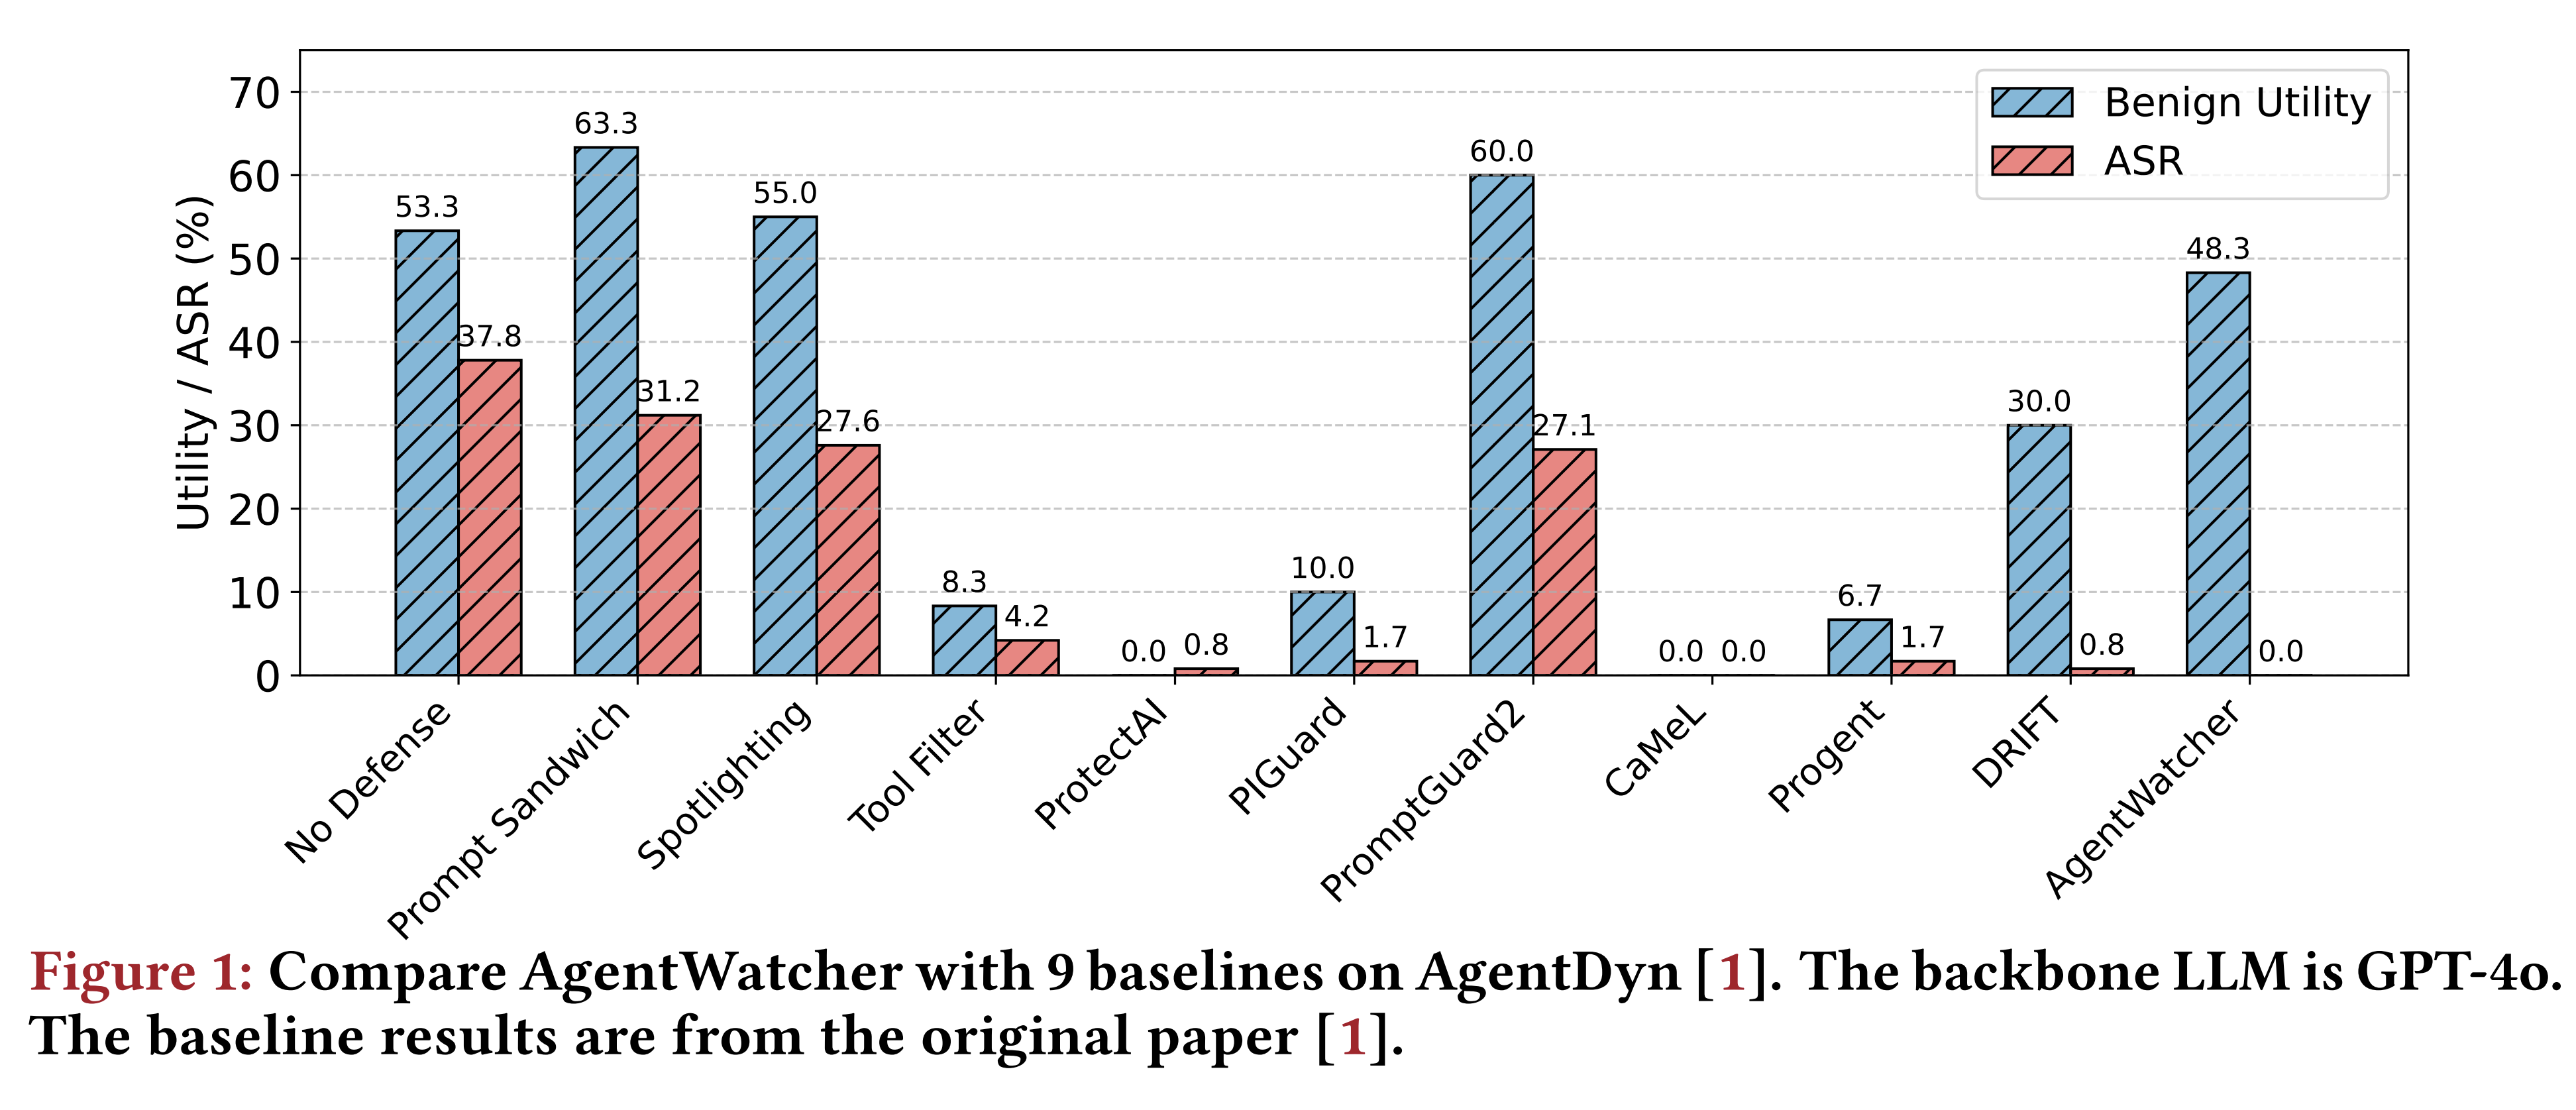 70
60
50
40
30
20
10
0
Utility / ASR (%)
Benign Utility
ASR
53.3
37.8
63.3
31.2
55.0
27.6
8.3
4.2
0.0
0.8
10.0
1.7
60.0
27.1
0.0
0.0
6.7
1.7
30.0
0.8
48.3
0.0
No Defense
Prompt Sandwich
Spotlighting
Tool Filter
ProtectAI
PIGuard
PromptGuard2
CaMeL
Progent
DRIFT
AgentWatcher
Figure 1: Compare AgentWatcher with 9 baselines on AgentDyn [1]. The backbone LLM is GPT-4o.
The baseline results are from the original paper [1].